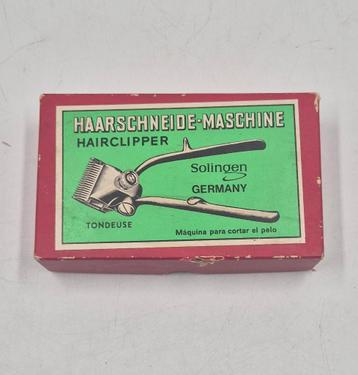 HAARSCHNEIDE-MASCHINE
HAIRCLIPPER
Solingen
GERMANY
TONDEUSE
Máquina para cortar el pelo